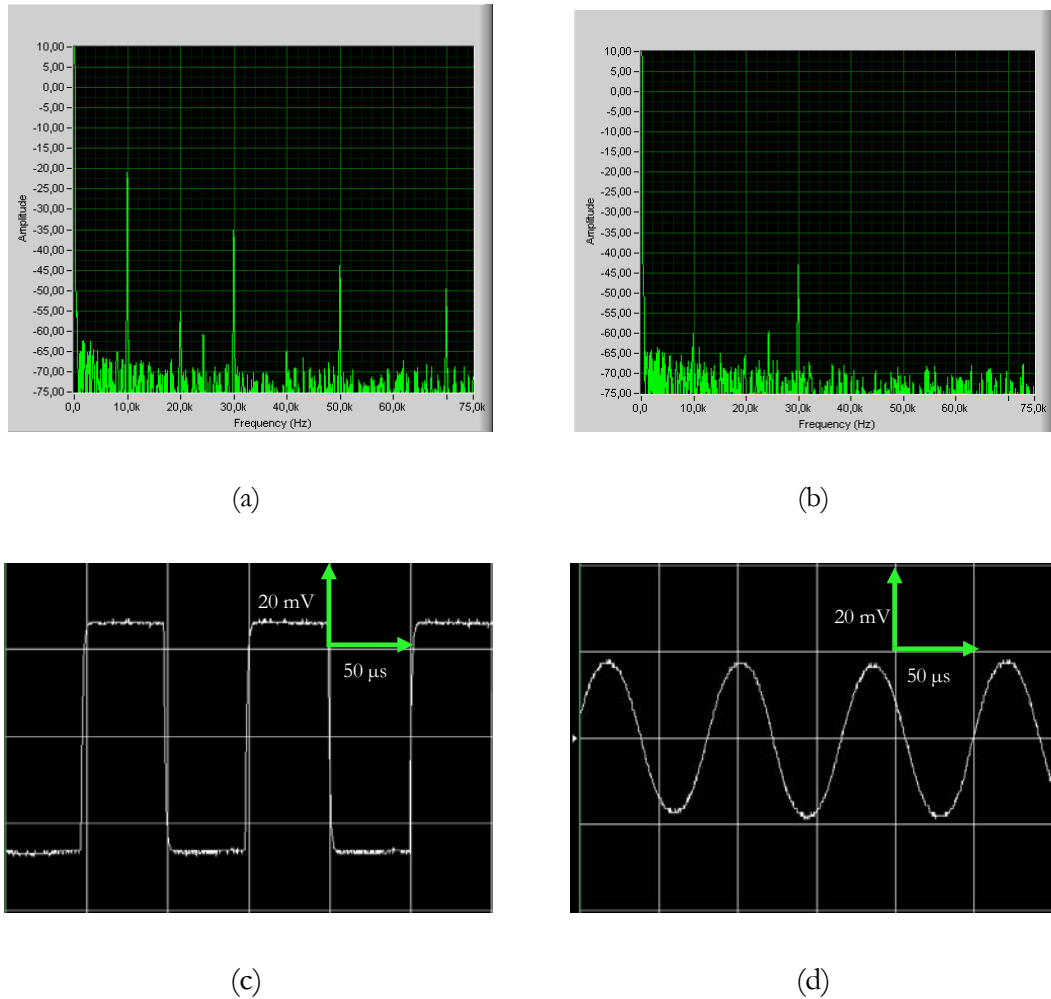 10,00
5,00
0,00
-5,00
-10,00
-15,00
-20,00
-25,00
-30,00
-35,00
-40,00
-45,00
-50,00
-55,00
-60,00
-65,00
-70,00
-75,00
Amplitude
0,0 10,0k 20,0k 30,0k 40,0k 50,0k 60,0k 75,0k
Frequency (Hz)
(a)
10,00
5,00
0,00
-5,00
-10,00
-15,00
-20,00
-25,00
-30,00
-35,00
-40,00
-45,00
-50,00
-55,00
-60,00
-65,00
-70,00
-75,00
Amplitude
0,0 10,0k 20,0k 30,0k 40,0k 50,0k 60,0k 75,0k
Frequency (Hz)
(b)
20 mV
50 µs
(c)
20 mV
50 µs
(d)